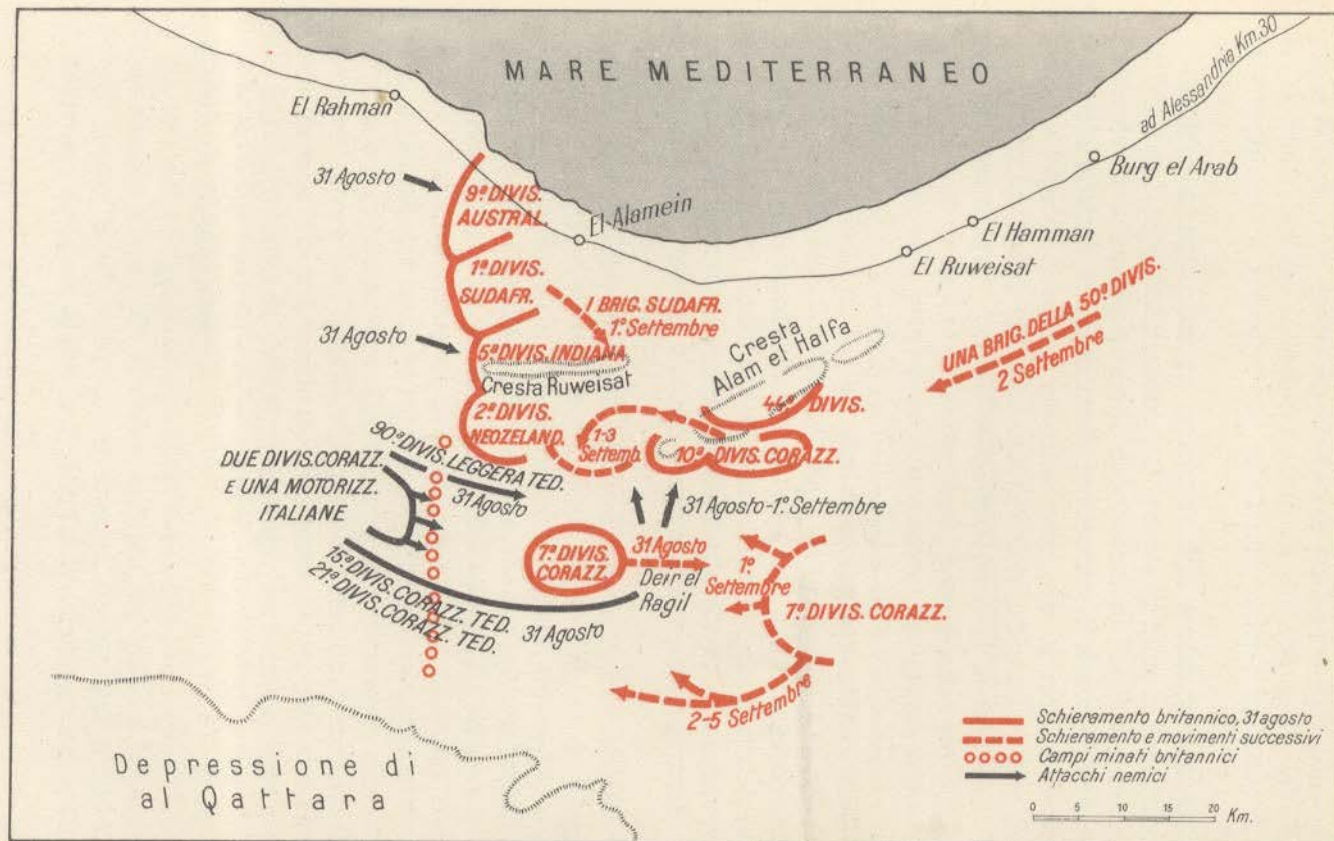 MARE MEDITERRANEO
El Rahman
ad Alessandria Km.30
Burg el Arab
El Hamman
El Ruweisat
El Alamein
31 Agosto
9ª DIVIS.
AUSTRAL.
1ª DIVIS.
SUDAFR.
I BRIG. SUDAFR.
1º Settembre
31 Agosto
5ª DIVIS. INDIANA
Cresta Ruweisat
Cresta
Alam el Halfa
UNA BRIG. DELLA 50ª DIVIS.
2 Settembre
44ª DIVIS.
2ª DIVIS.
NEOZELAND.
1-3
Settemb.
10ª DIVIS. CORAZZ.
90ª DIVIS. LEGGERA TED.
31 Agosto
DUE DIVIS. CORAZZ.
E UNA MOTORIZZ.
ITALIANE
31 Agosto-1º Settembre
7ª DIVIS.
CORAZZ.
31 Agosto
Deir el
Ragil
1º
Settembre
7ª DIVIS. CORAZZ.
15ª DIVIS. CORAZZ. TED.
21ª DIVIS. CORAZZ. TED.
31 Agosto
2-5 Settembre
Depressione di
al Qattara
Schieramento britannico, 31 agosto
Schieramento e movimenti successivi
Campi minati britannici
Attacchi nemici
0 5 10 15 20 Km.